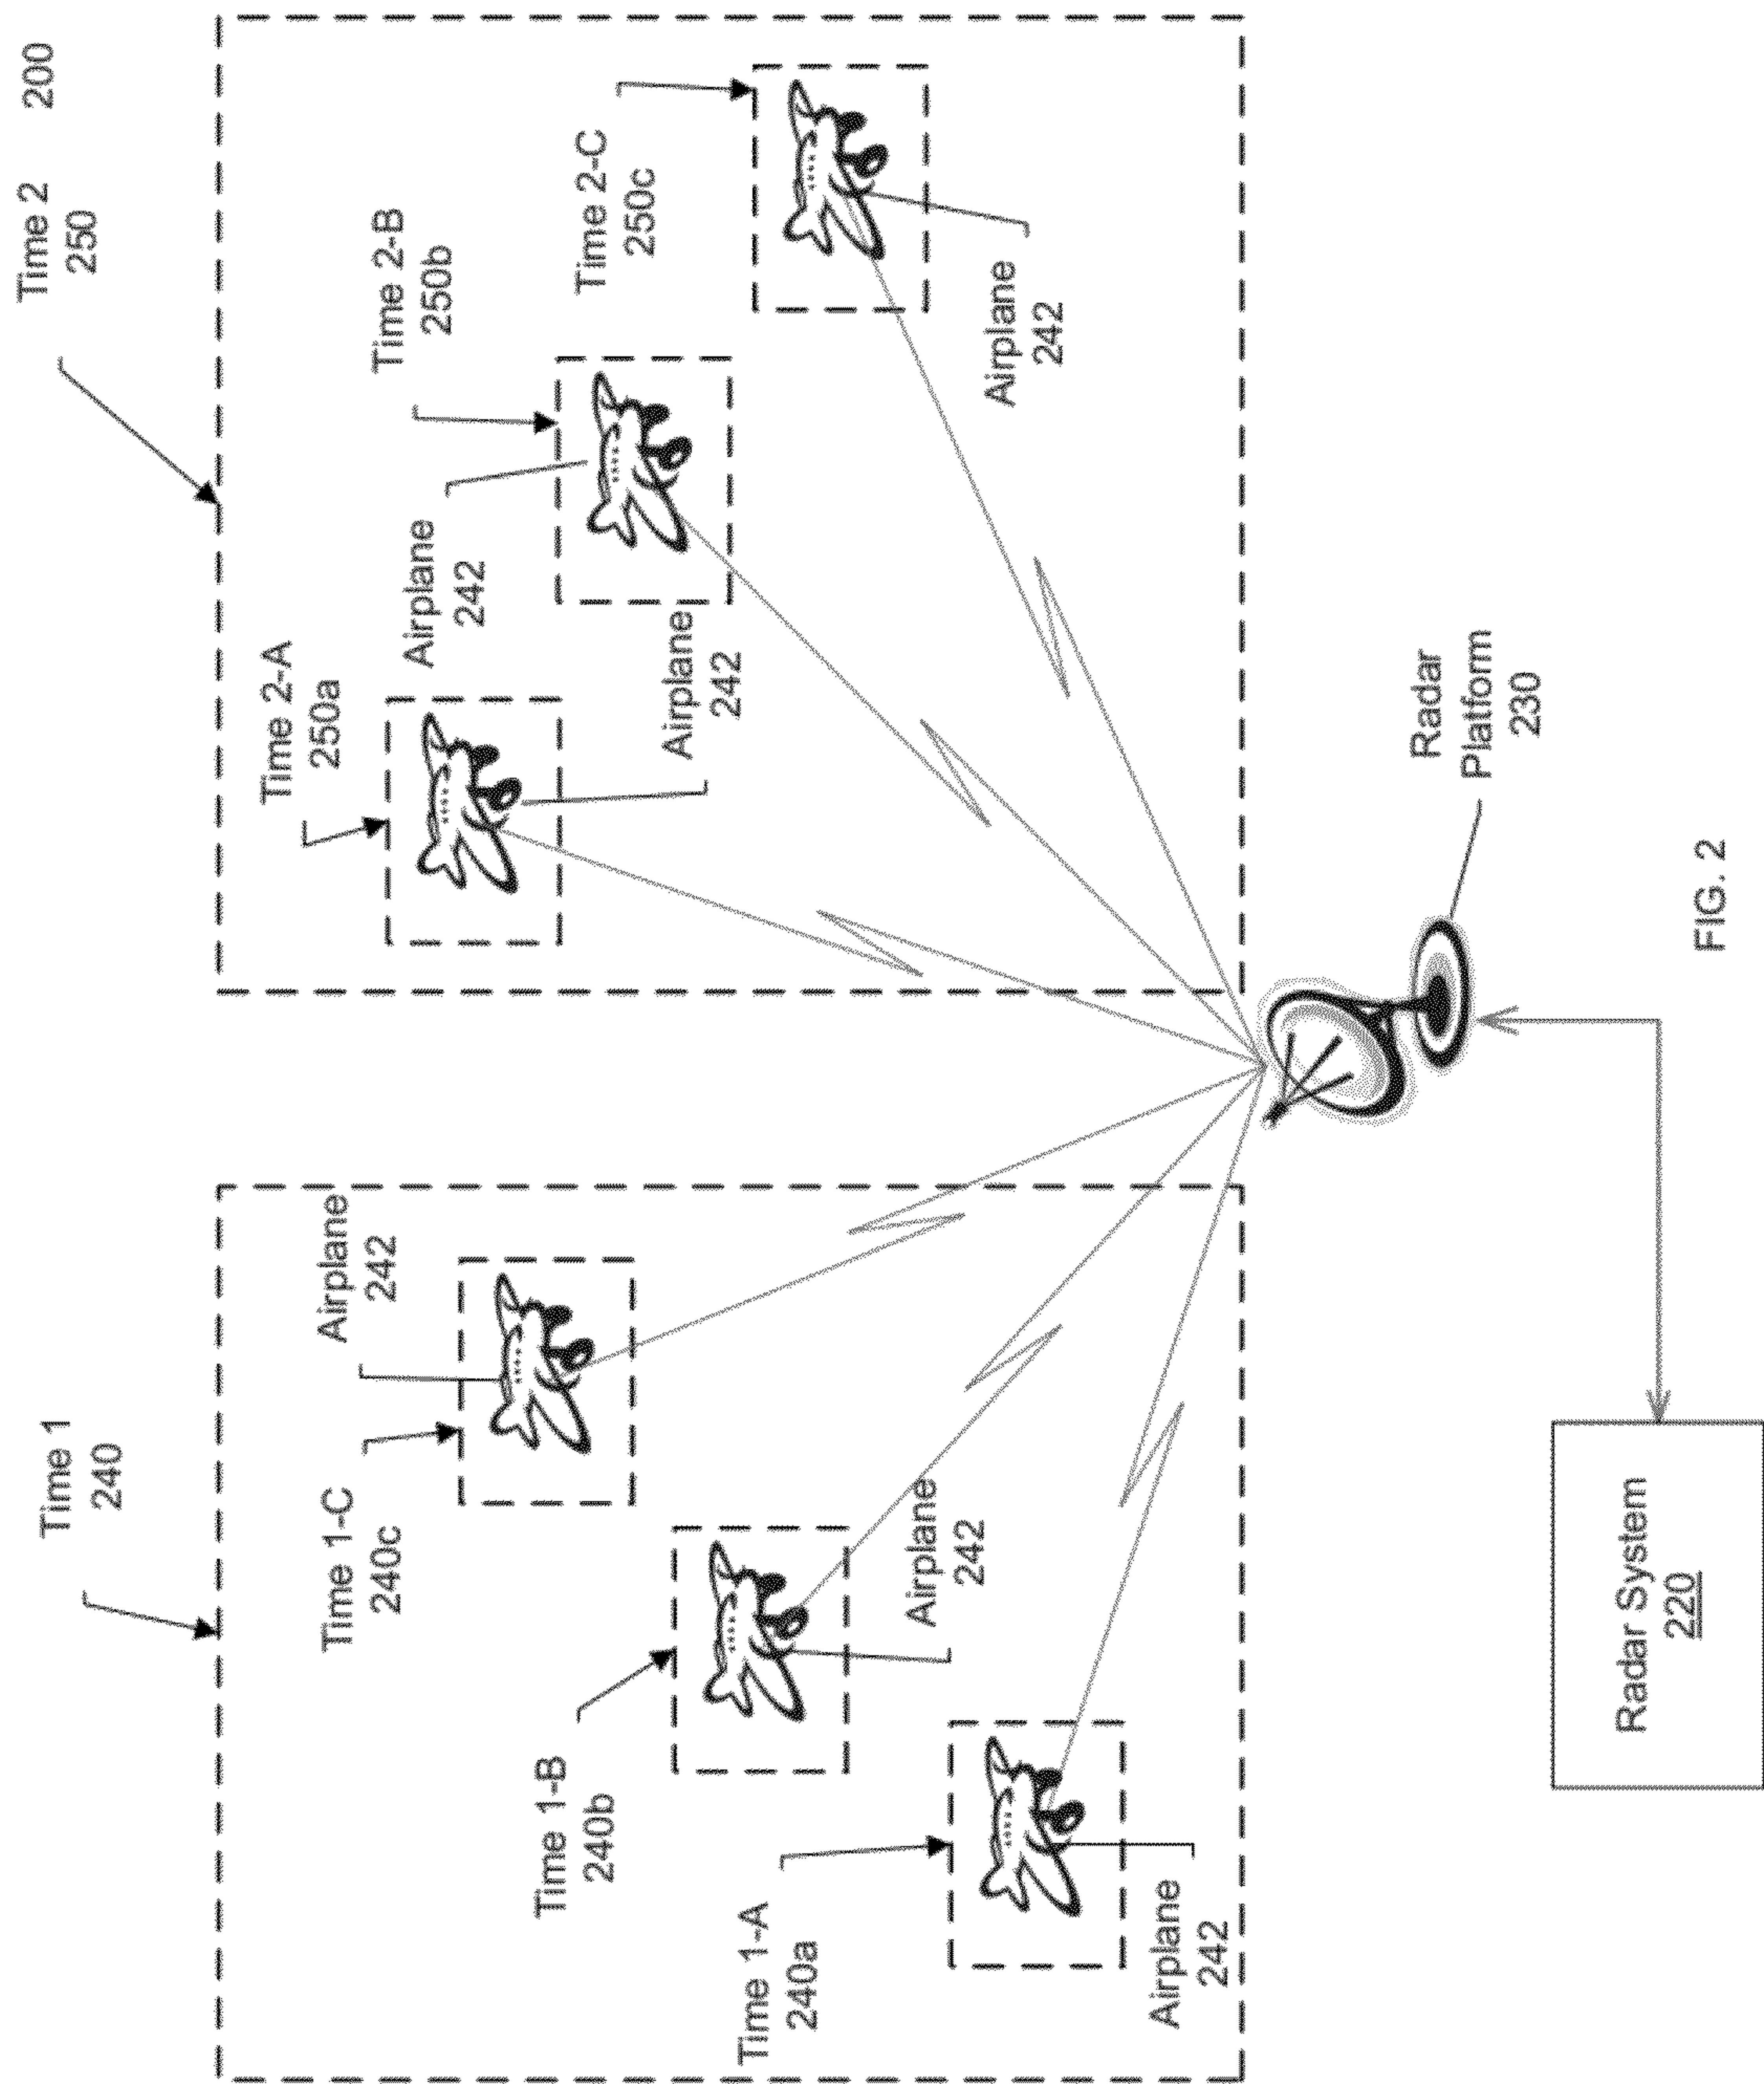 Time 1
240
Time 2
250
200
Time 1-A
240a
Airplane
242
Time 1-B
240b
Airplane
242
Time 1-C
240c
Airplane
242
Time 2-A
250a
Airplane
242
Airplane
242
Time 2-B
250b
Time 2-C
250c
Airplane
242
Radar System
220
Radar
Platform
230
FIG. 2